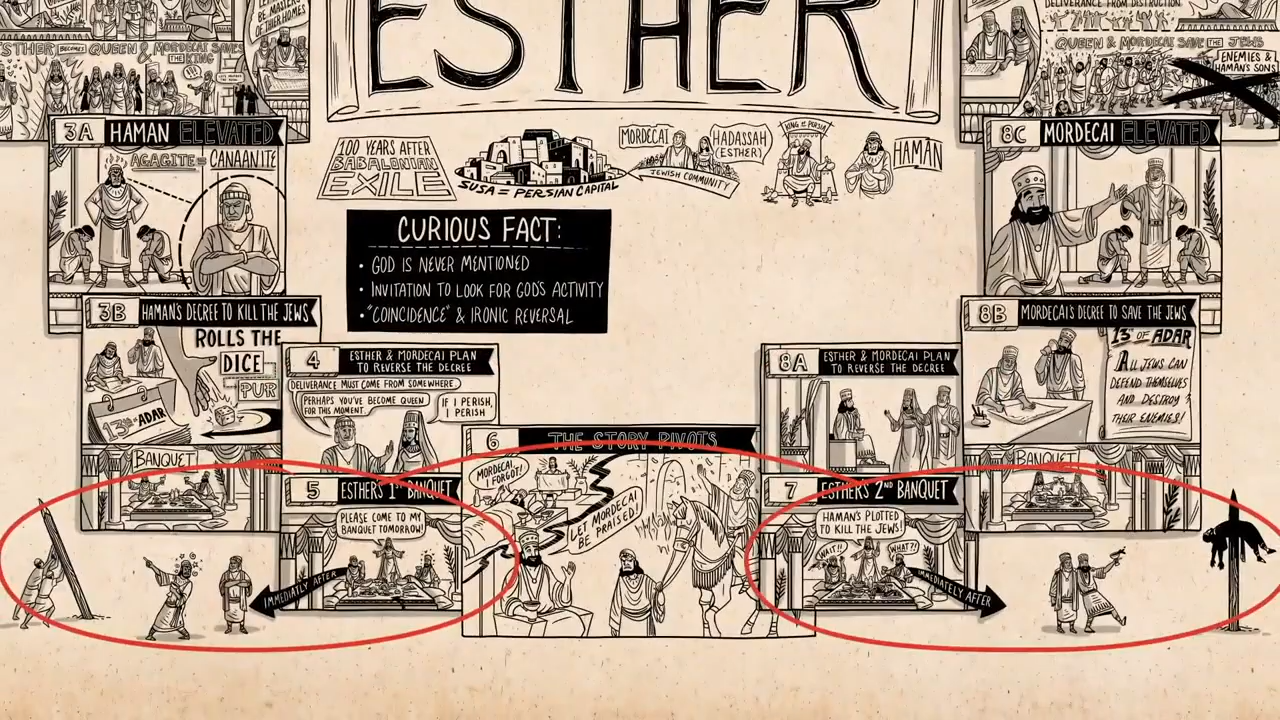 ESTHER
BE MASTER
OF THEIR HOMES
ESTHER BECOMES QUEEN & MORDECAI SAVES
THE KING
DELIVERANCE FROM DESTRUCTION
QUEEN & MORDECAI SAVE THE JEWS
ENEMIES &
HAMAN'S SONS
3A HAMAN ELEVATED
AGAGITE = CANAANITE
100 YEARS AFTER
BABALONIAN
EXILE
SUSA = PERSIAN CAPITAL
MORDECAI
HADASSAH
(ESTHER)
JEWISH COMMUNITY
KING OF PERSIA
HAMAN
8C MORDECAI ELEVATED
CURIOUS FACT:
• GOD IS NEVER MENTIONED
• INVITATION TO LOOK FOR GOD'S ACTIVITY
• "COINCIDENCE" & IRONIC REVERSAL
3B HAMAN'S DECREE TO KILL THE JEWS
ROLLS THE
DICE
PUR
13TH OF ADAR
BANQUET!
4 ESTHER & MORDECAI PLAN
TO REVERSE THE DECREE
DELIVERANCE MUST COME FROM SOMEWHERE.
PERHAPS YOU'VE BECOME QUEEN
FOR THIS MOMENT.
IF I PERISH,
I PERISH
5 ESTHERS 1ST BANQUET
PLEASE COME TO MY
BANQUET TOMORROW!
IMMEDIATELY AFTER
6 THE STORY PIVOTS
MORDECAI
FORGOT!
LET MORDECAI
BE PRAISED!
8A ESTHER & MORDECAI PLAN
TO REVERSE THE DECREE
7 ESTHERS 2ND BANQUET
HAMAN'S PLOTTED
TO KILL THE JEWS!
WAIT!!
WHAT?!
IMMEDIATELY AFTER
8B MORDECAI'S DECREE TO SAVE THE JEWS
13TH OF ADAR
ALL JEWS CAN
DEFEND THEMSELVES
AND DESTROY
THEIR ENEMIES!
BANQUET!